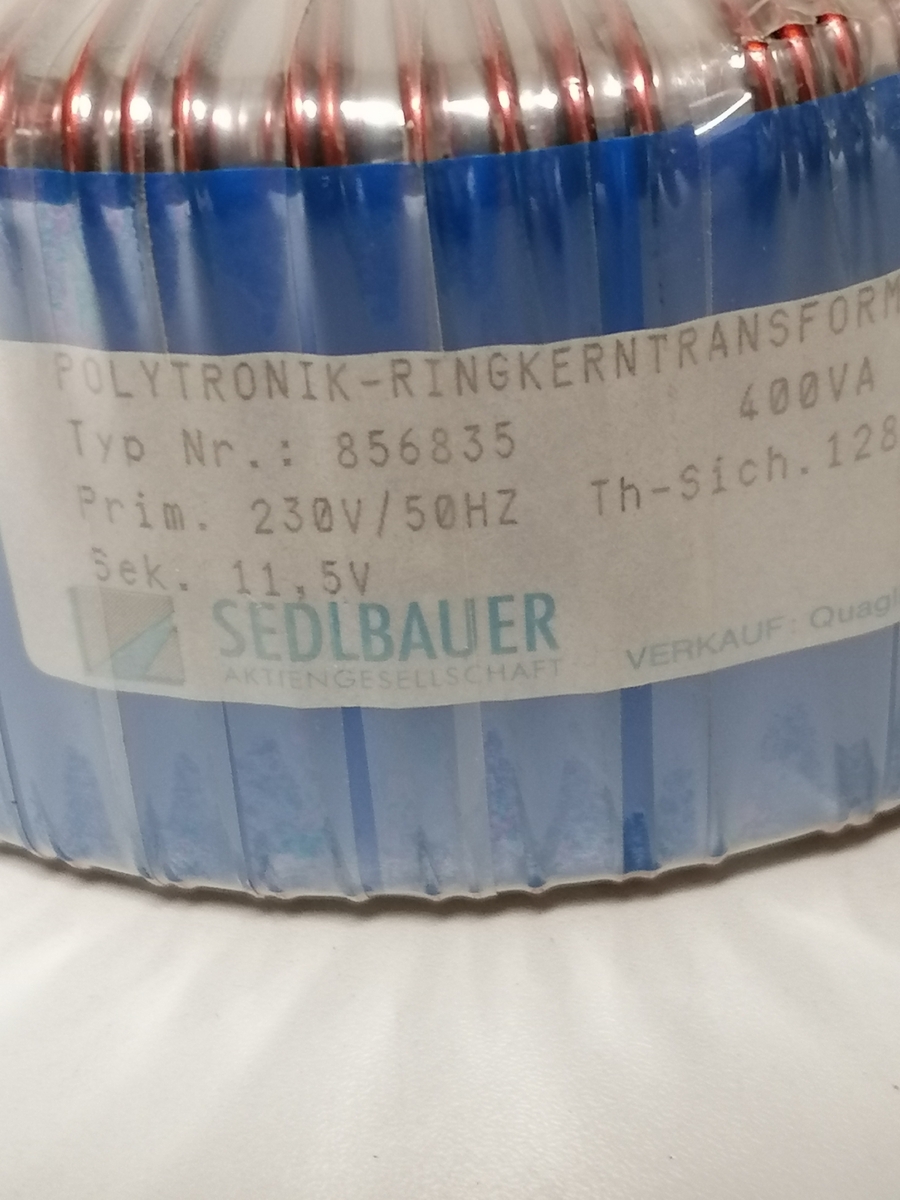 POLYTRONIK-RINGKERNTRANSFORM
400VA
Typ Nr.: 856835
Th-Sich.128
Prim. 230V/50HZ
Sek. 11,5V
SEDLBAUER
AKTIENGESELLSCHAFT
VERKAUF: Quagl